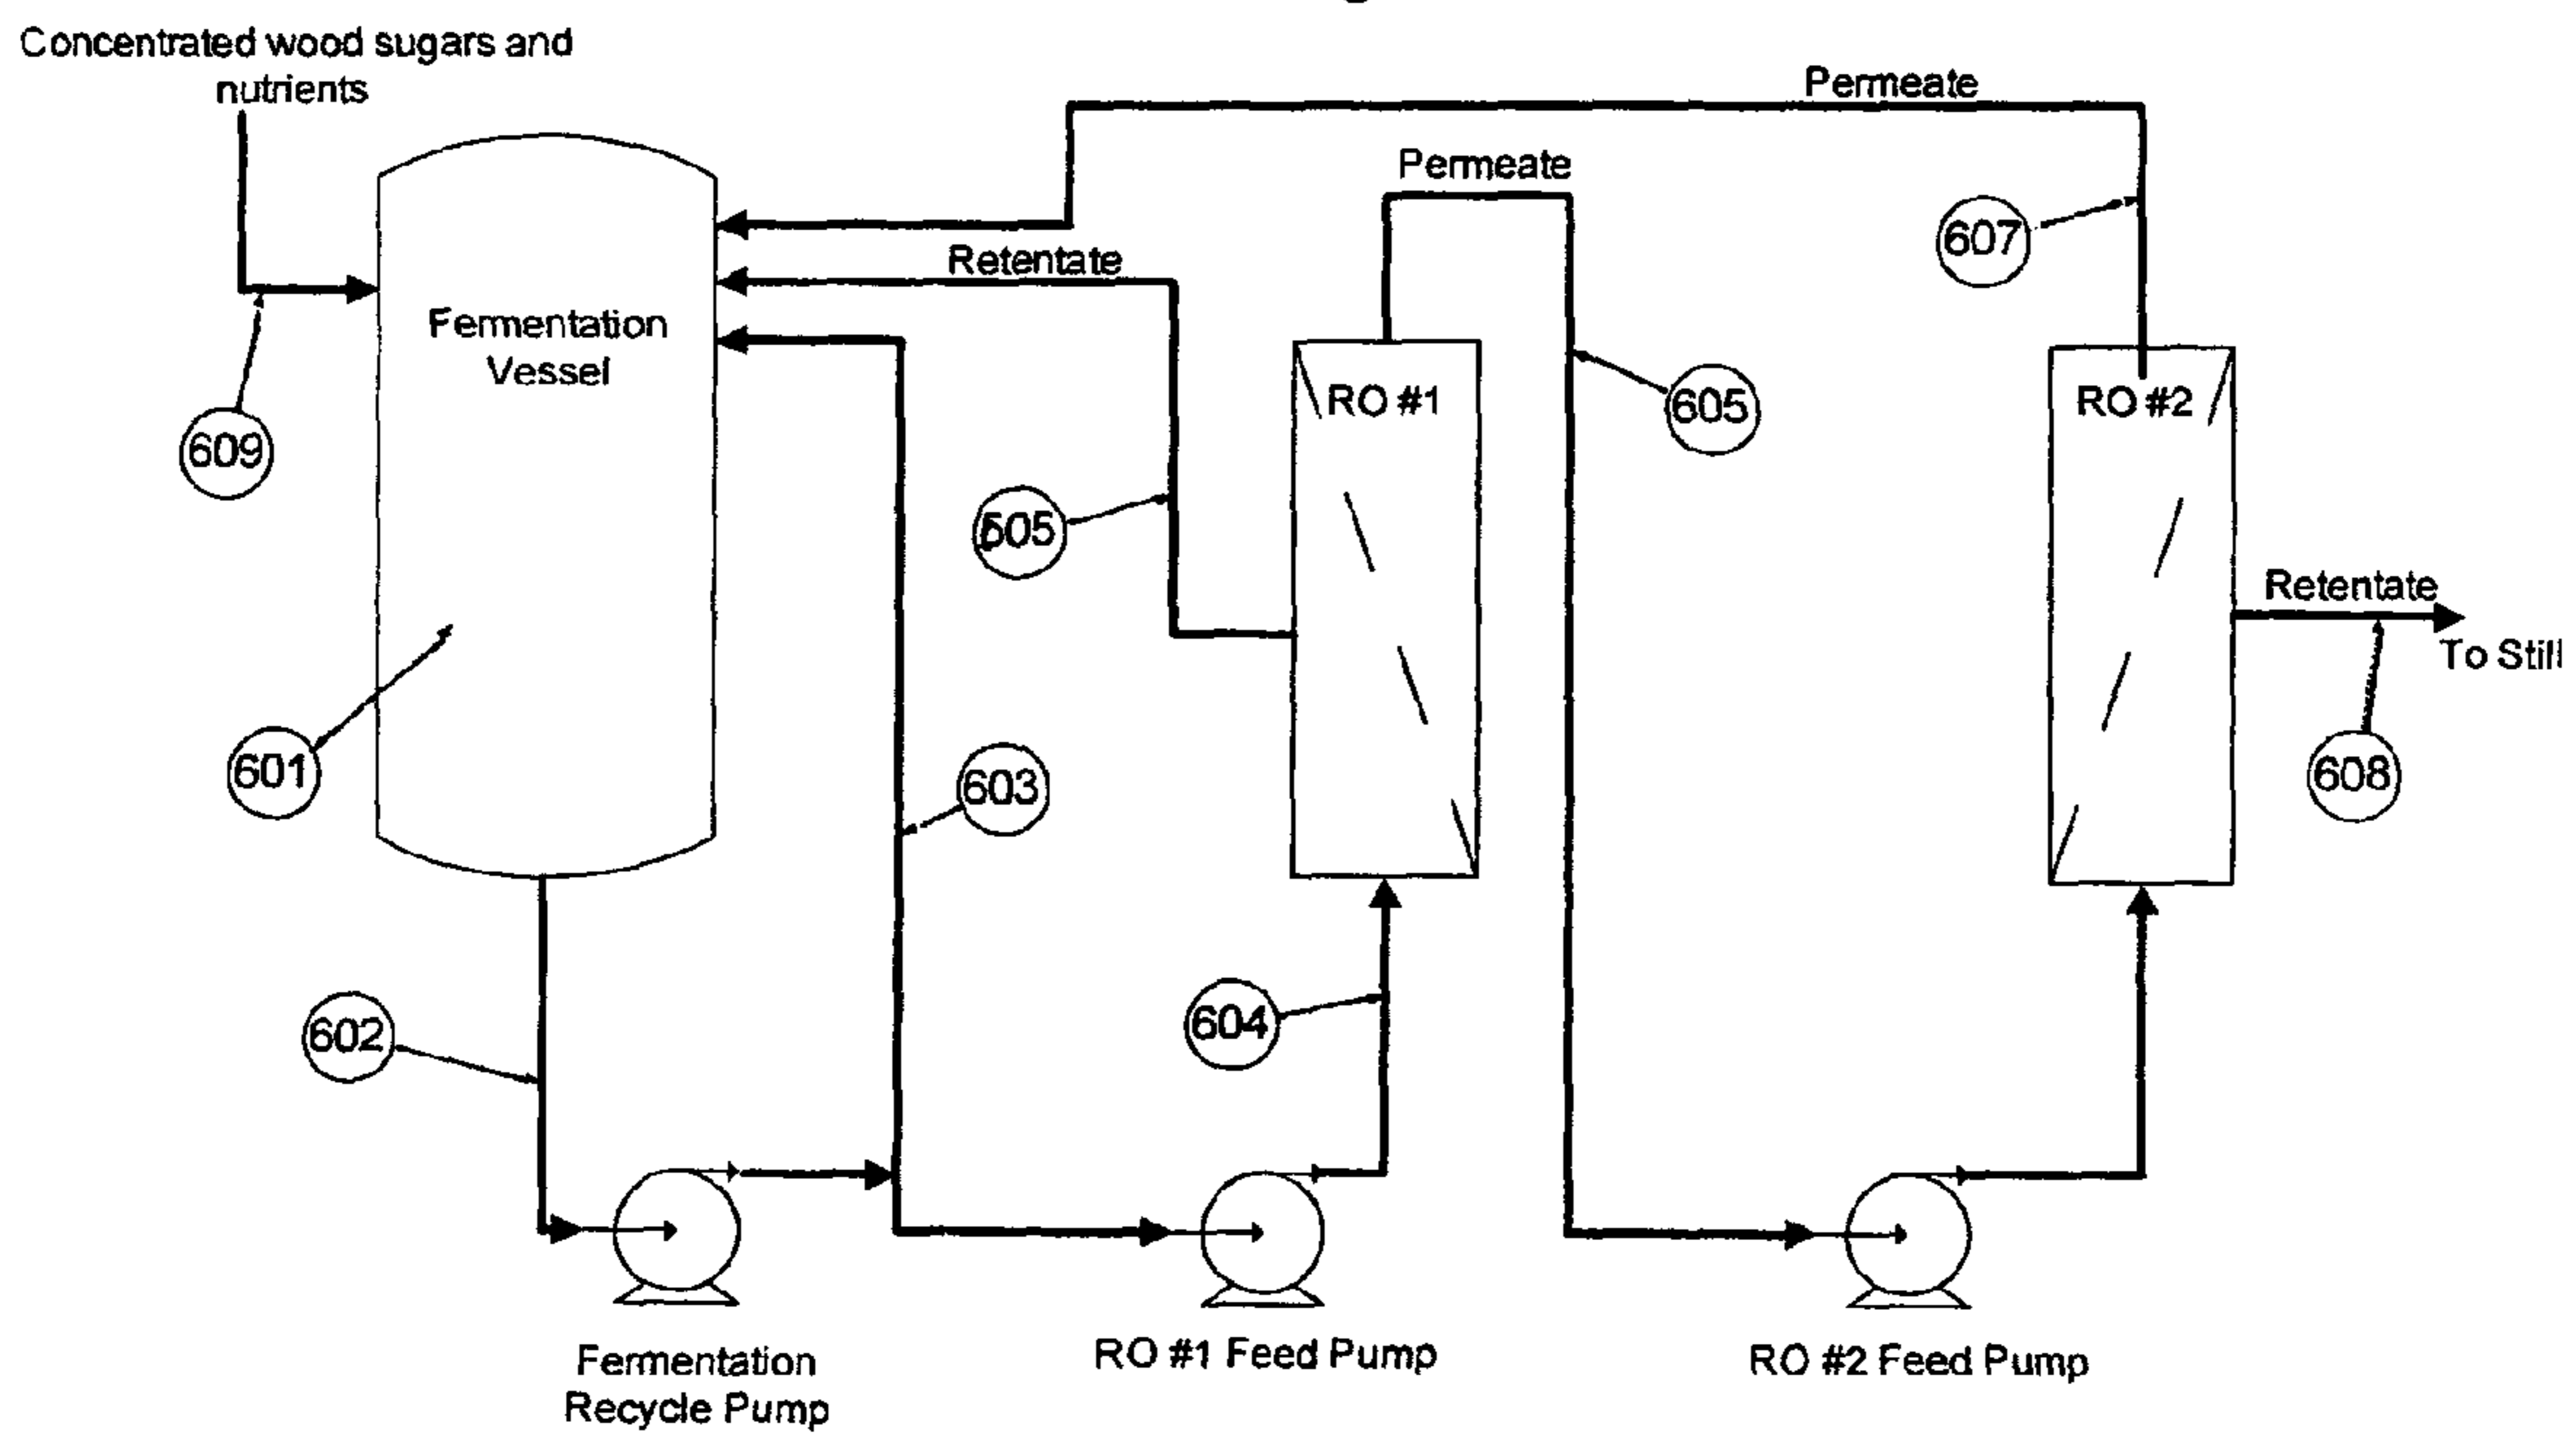 Concentrated wood sugars and
nutrients
Permeate
Permeate
607
Retentate
Fermentation
Vessel
RO #1
605
RO #2
609
505
Retentate
To Still
601
603
608
602
604
Fermentation
Recycle Pump
RO #1 Feed Pump
RO #2 Feed Pump